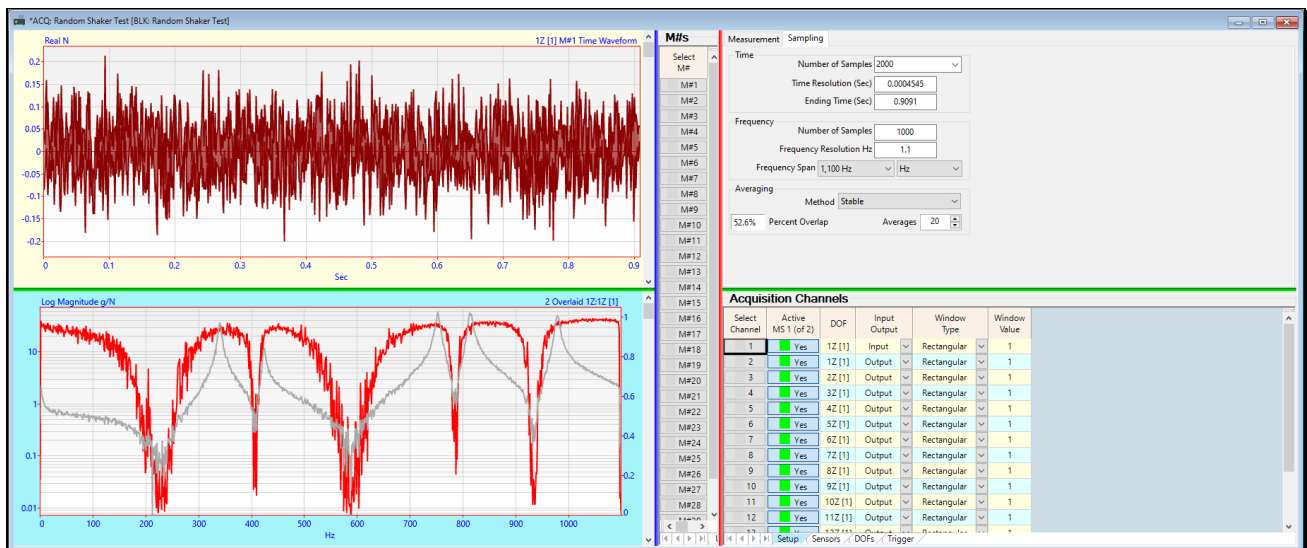 *ACQ: Random Shaker Test [BLK: Random Shaker Test]
Real N
1Z [1] M#1 Time Waveform
0.2
0.15
0.1
0.05
0
-0.05
-0.1
-0.15
-0.2
0 0.1 0.2 0.3 0.4 0.5 0.6 0.7 0.8 0.9
Sec
Log Magnitude g/N
2 Overlaid 1Z:1Z [1]
10
1
0.1
0.01
1
0.8
0.6
0.4
0.2
0
0 100 200 300 400 500 600 700 800 900 1000
Hz
M#s
Select
M#
M#1
M#2
M#3
M#4
M#5
M#6
M#7
M#8
M#9
M#10
M#11
M#12
M#13
M#14
M#15
M#16
M#17
M#18
M#19
M#20
M#21
M#22
M#23
M#24
M#25
M#26
M#27
M#28
Measurement Sampling
Time
Number of Samples 2000
Time Resolution (Sec) 0.0004545
Ending Time (Sec) 0.9091
Frequency
Number of Samples 1000
Frequency Resolution Hz 1.1
Frequency Span 1,100 Hz Hz
Averaging
Method Stable
52.6% Percent Overlap Averages 20
Acquisition Channels
Select Channel Active MS 1 (of 2) DOF Input Output Window Type Window Value
1 Yes 1Z [1] Input Rectangular 1
2 Yes 1Z [1] Output Rectangular 1
3 Yes 2Z [1] Output Rectangular 1
4 Yes 3Z [1] Output Rectangular 1
5 Yes 4Z [1] Output Rectangular 1
6 Yes 5Z [1] Output Rectangular 1
7 Yes 6Z [1] Output Rectangular 1
8 Yes 7Z [1] Output Rectangular 1
9 Yes 8Z [1] Output Rectangular 1
10 Yes 9Z [1] Output Rectangular 1
11 Yes 10Z [1] Output Rectangular 1
12 Yes 11Z [1] Output Rectangular 1
Setup Sensors DOFs Trigger